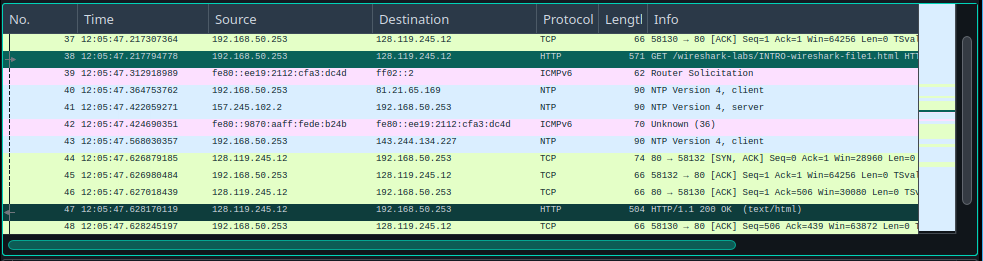 No. Time Source Destination Protocol Lengtl Info
37 12:05:47.217307364 192.168.50.253 128.119.245.12 TCP 66 58130 → 80 [ACK] Seq=1 Ack=1 Win=64256 Len=0 TSval
38 12:05:47.217794778 192.168.50.253 128.119.245.12 HTTP 571 GET /wireshark-labs/INTRO-wireshark-file1.html HTT
39 12:05:47.312918989 fe80::ee19:2112:cfa3:dc4d ff02::2 ICMPv6 62 Router Solicitation
40 12:05:47.364753762 192.168.50.253 81.21.65.169 NTP 90 NTP Version 4, client
41 12:05:47.422059271 157.245.102.2 192.168.50.253 NTP 90 NTP Version 4, server
42 12:05:47.424690351 fe80::9870:aaff:fede:b24b fe80::ee19:2112:cfa3:dc4d ICMPv6 70 Unknown (36)
43 12:05:47.568030357 192.168.50.253 143.244.134.227 NTP 90 NTP Version 4, client
44 12:05:47.626879185 128.119.245.12 192.168.50.253 TCP 74 80 → 58132 [SYN, ACK] Seq=0 Ack=1 Win=28960 Len=0
45 12:05:47.626980484 192.168.50.253 128.119.245.12 TCP 66 58132 → 80 [ACK] Seq=1 Ack=1 Win=64256 Len=0 TSval
46 12:05:47.627018439 128.119.245.12 192.168.50.253 TCP 66 80 → 58130 [ACK] Seq=1 Ack=506 Win=30080 Len=0 TSv
47 12:05:47.628170119 128.119.245.12 192.168.50.253 HTTP 504 HTTP/1.1 200 OK (text/html)
48 12:05:47.628245197 192.168.50.253 128.119.245.12 TCP 66 58130 → 80 [ACK] Seq=506 Ack=439 Win=63872 Len=0 T